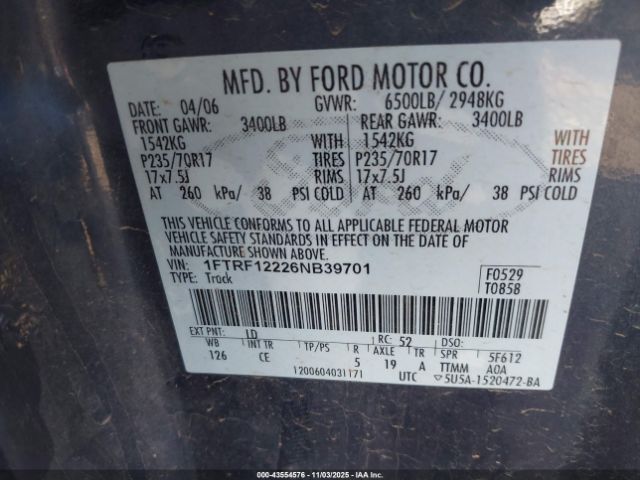 MFD. BY FORD MOTOR CO.
DATE: 04/06 GVWR: 6500LB/ 2948KG
FRONT GAWR: 3400LB REAR GAWR: 3400LB
1542KG WITH 1542KG WITH
P235/70R17 TIRES P235/70R17 TIRES
17x7.5J RIMS 17x7.5J RIMS
AT 260 kPa/ 38 PSI COLD AT 260 kPa/ 38 PSI COLD
THIS VEHICLE CONFORMS TO ALL APPLICABLE FEDERAL MOTOR
VEHICLE SAFETY STANDARDS IN EFFECT ON THE DATE OF
MANUFACTURE SHOWN ABOVE.
VIN: 1FTRF12226NB39701
TYPE: Truck
F0529
T0858
EXT PNT: LD RC: 52 DSO:
WB INT TR TP/PS R AXLE TR SPR 5F612
126 CE 5 19 A TTMM A0A
1200604031171 UTC 5U5A-1520472-BA
000-43554576 - 11/03/2025 - IAAI